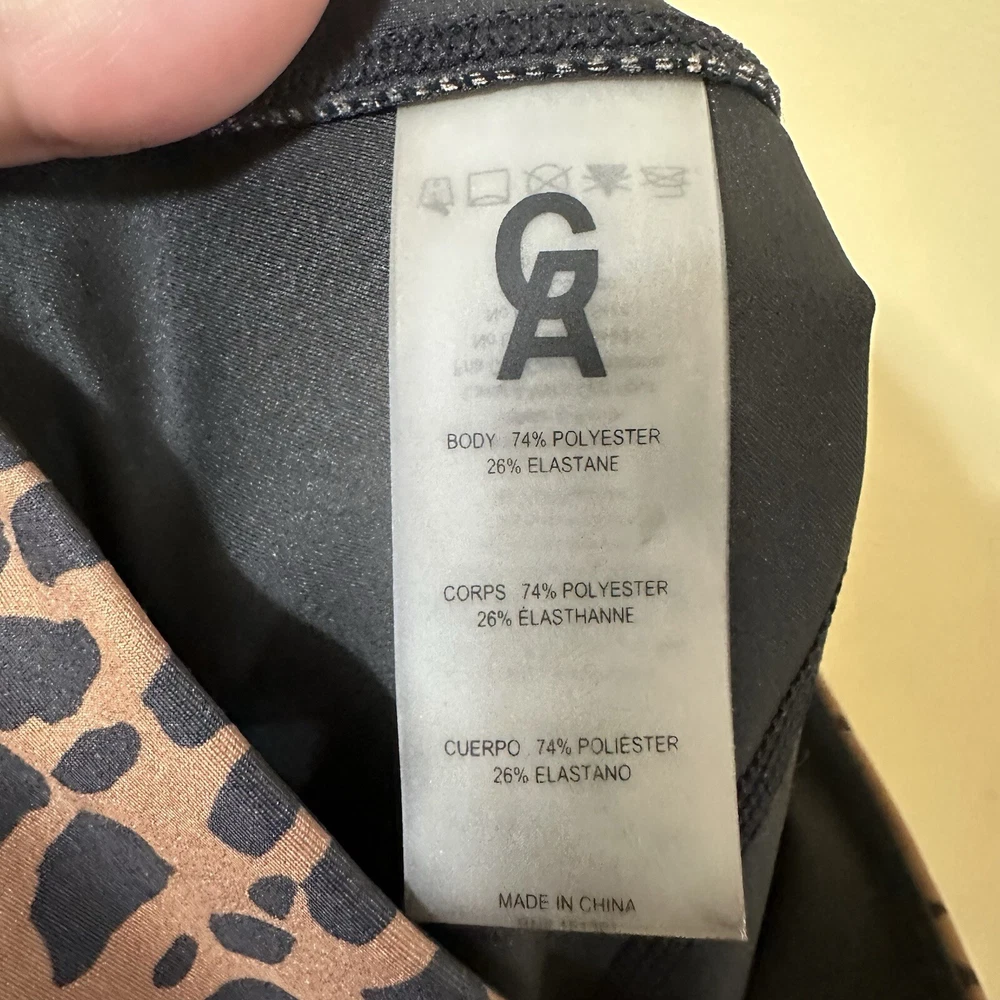 GA
BODY 74% POLYESTER
26% ELASTANE
CORPS 74% POLYESTER
26% ÉLASTHANNE
CUERPO 74% POLIÉSTER
26% ELASTANO
MADE IN CHINA